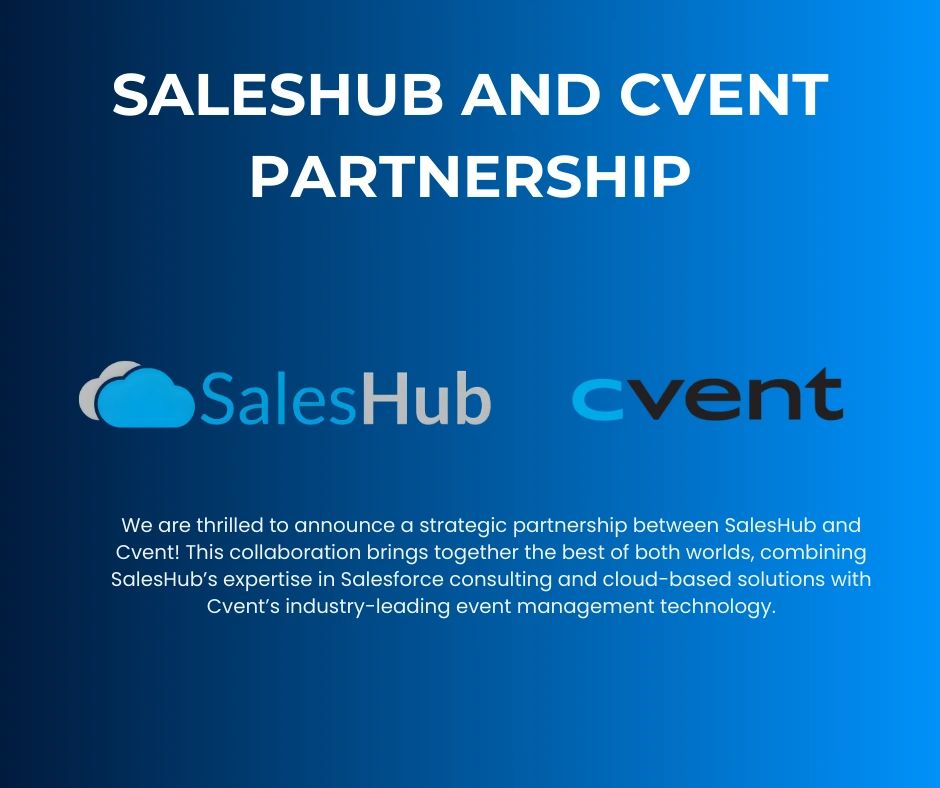 SALESHUB AND CVENT
PARTNERSHIP
SalesHub
cvent
We are thrilled to announce a strategic partnership between SalesHub and
Cvent! This collaboration brings together the best of both worlds, combining
SalesHub’s expertise in Salesforce consulting and cloud-based solutions with
Cvent’s industry-leading event management technology.